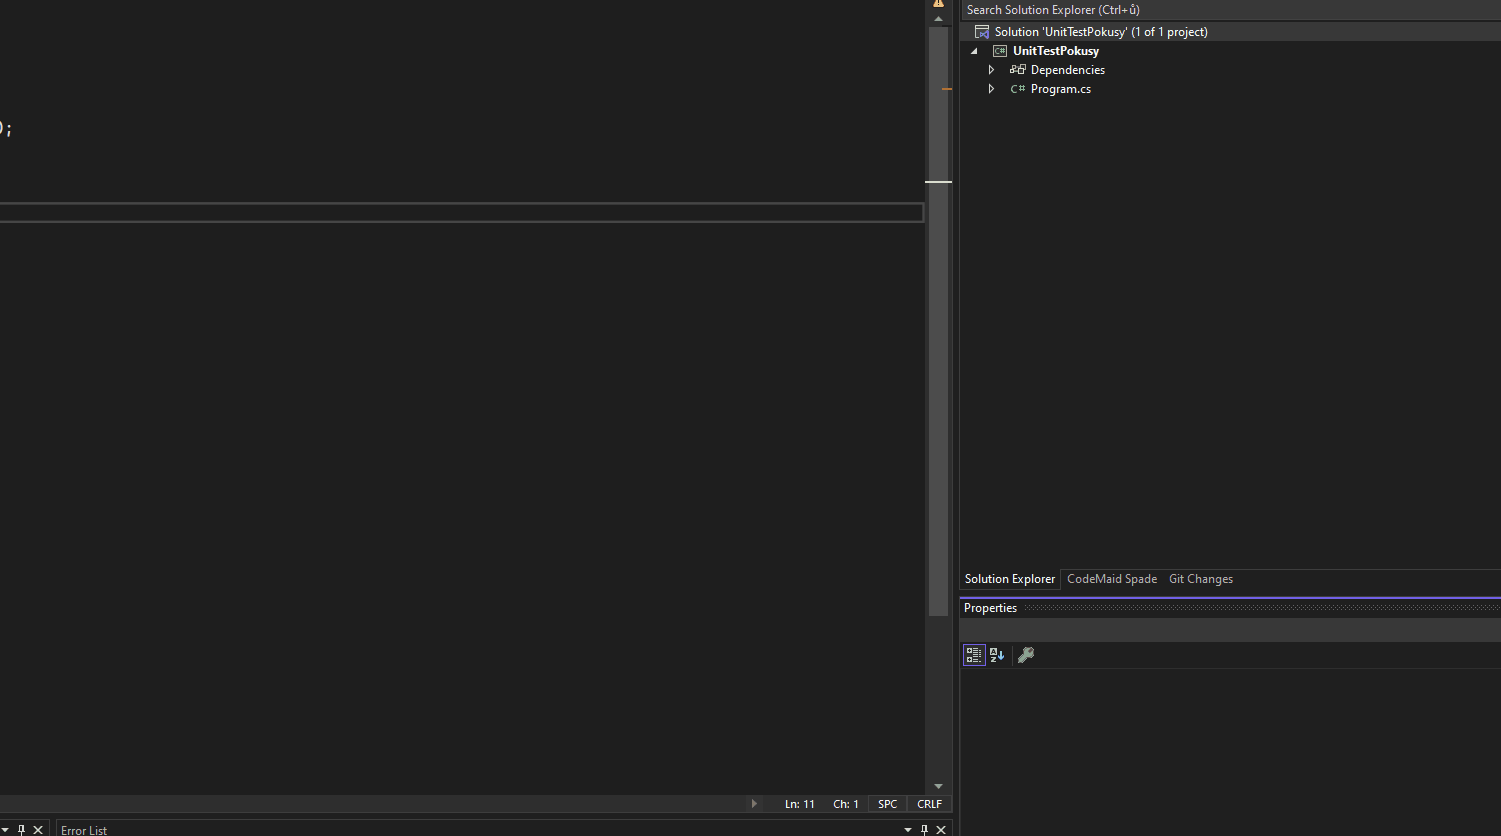 Search Solution Explorer (Ctrl+ů)
Solution 'UnitTestPokusy' (1 of 1 project)
C# UnitTestPokusy
Dependencies
C# Program.cs
);
Solution Explorer CodeMaid Spade Git Changes
Properties
Ln: 11 Ch: 1 SPC CRLF
Error List